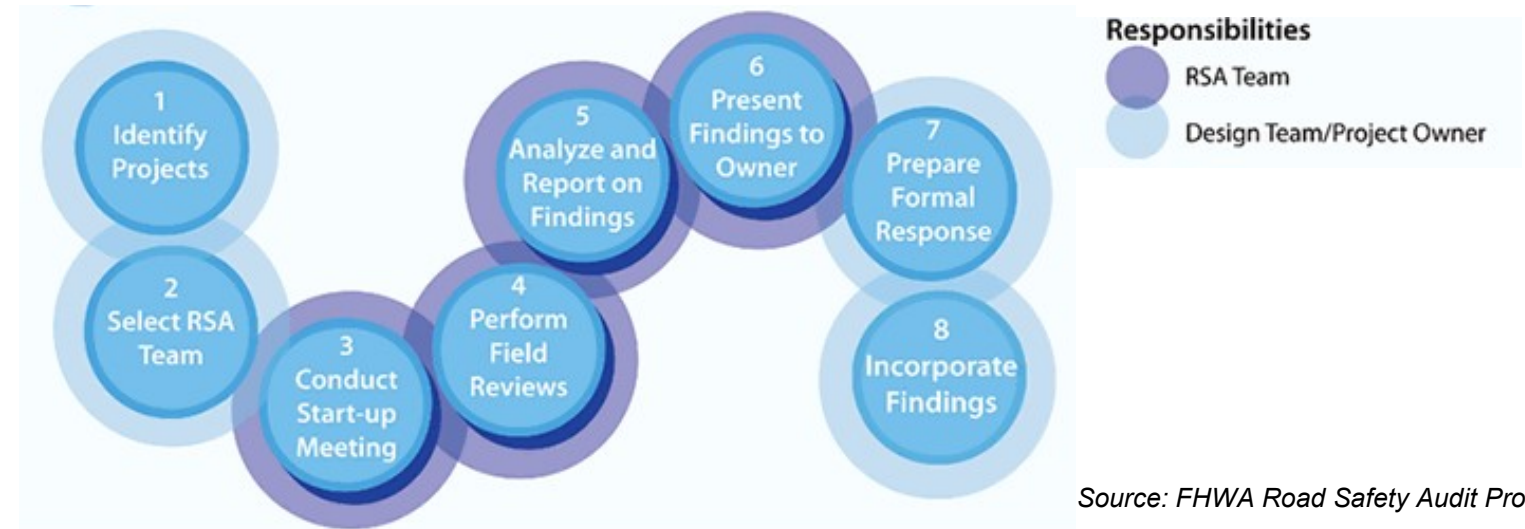 1
Identify
Projects
2
Select RSA
Team
3
Conduct
Start-up
Meeting
4
Perform
Field
Reviews
5
Analyze and
Report on
Findings
6
Present
Findings to
Owner
7
Prepare
Formal
Response
8
Incorporate
Findings
Responsibilities
RSA Team
Design Team/Project Owner
Source: FHWA Road Safety Audit Pro